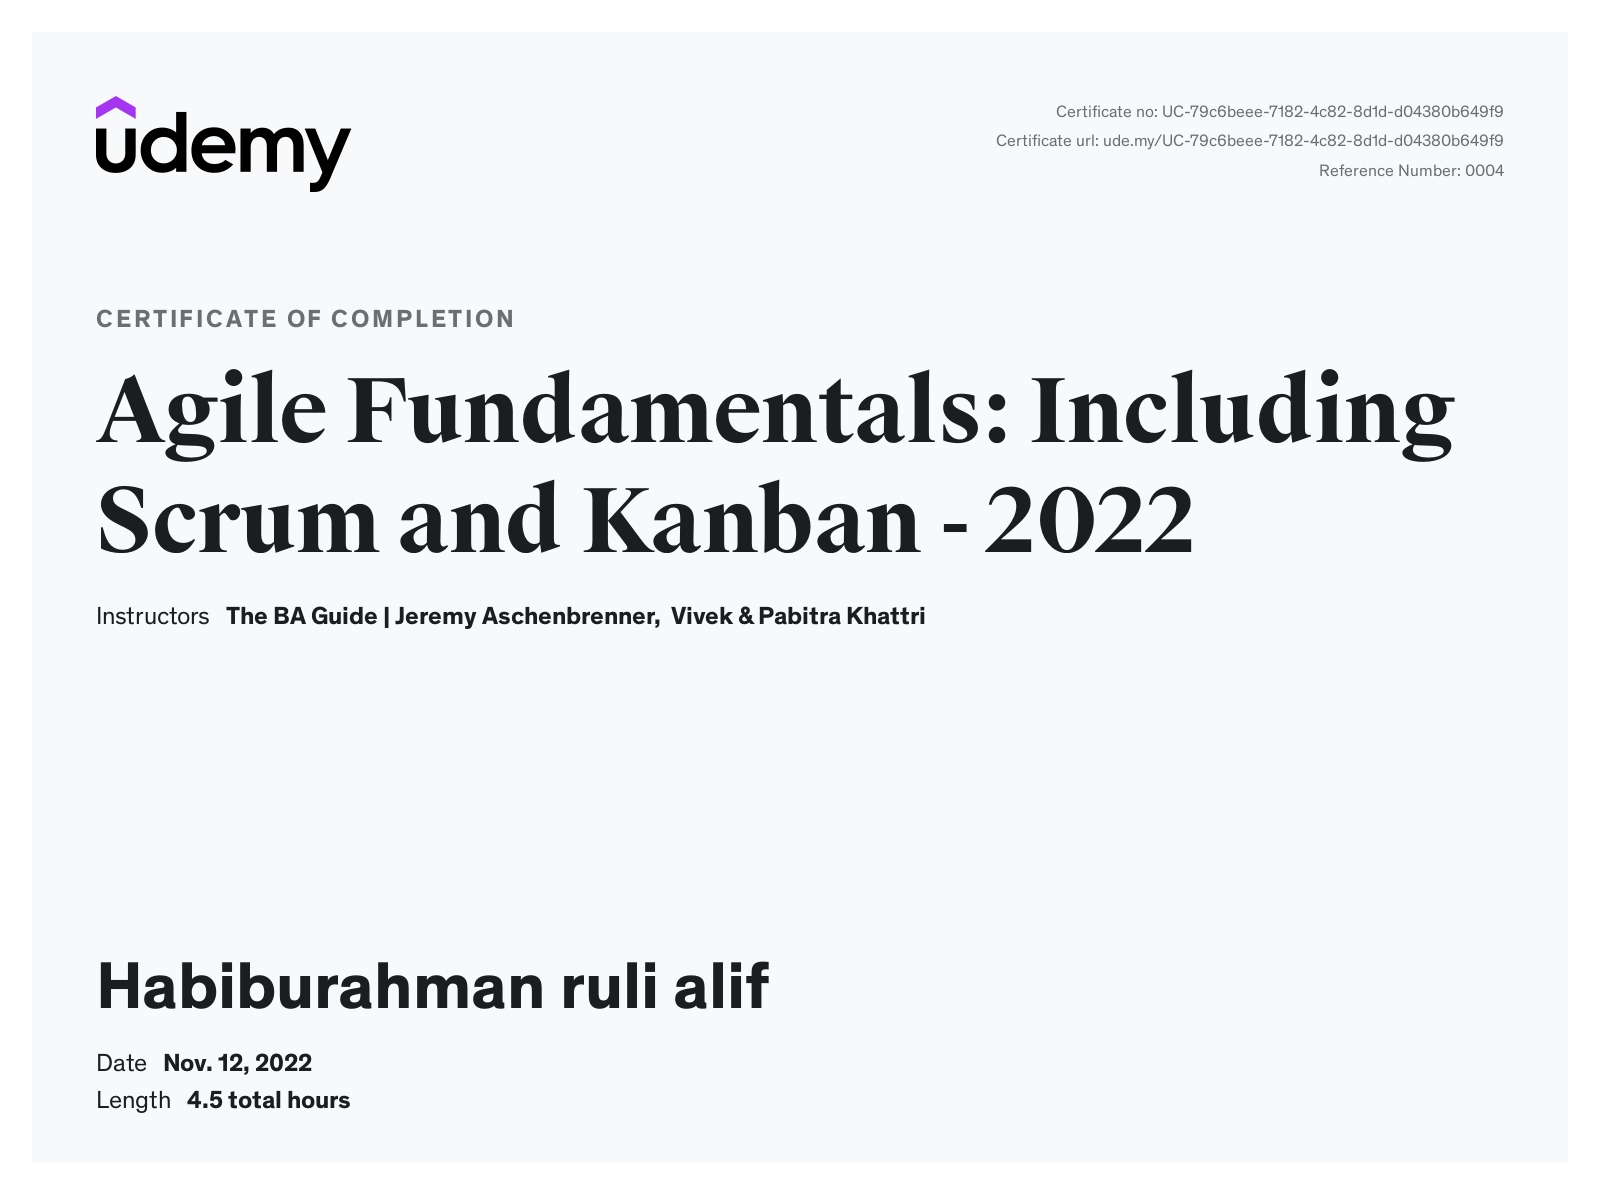 udemy
Certificate no: UC-79c6beee-7182-4c82-8d1d-d04380b649f9
Certificate url: ude.my/UC-79c6beee-7182-4c82-8d1d-d04380b649f9
Reference Number: 0004
CERTIFICATE OF COMPLETION
Agile Fundamentals: Including
Scrum and Kanban - 2022
Instructors The BA Guide | Jeremy Aschenbrenner, Vivek & Pabitra Khattri
Habiburahman ruli alif
Date Nov. 12, 2022
Length 4.5 total hours